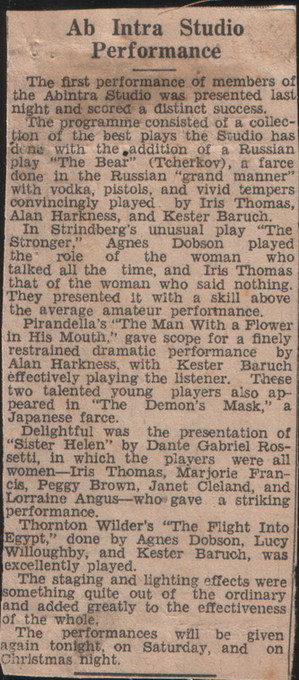 Ab Intra Studio
Performance
The first performance of members of
the Abintra Studio was presented last
night and scored a distinct success.
The programme consisted of a collec-
tion of the best plays the Studio has
done with the addition of a Russian
play "The Bear" (Tcherkov), a farce
done in the Russian "grand manner"
with vodka, pistols, and vivid tempers
convincingly played by Iris Thomas,
Alan Harkness, and Kester Baruch.
In Strindberg's unusual play "The
Stronger," Agnes Dobson played
the role of the woman who
talked all the time, and Iris Thomas
that of the woman who said nothing.
They presented it with a skill above
the average amateur performance.
Pirandella's "The Man With a Flower
in His Mouth," gave scope for a finely
restrained dramatic performance by
Alan Harkness, with Kester Baruch
effectively playing the listener. These
two talented young players also ap-
peared in "The Demon's Mask," a
Japanese farce.
Delightful was the presentation of
"Sister Helen" by Dante Gabriel Ros-
setti, in which the players were all
women—Iris Thomas, Marjorie Fran-
cis, Peggy Brown, Janet Cleland, and
Lorraine Angus—who gave a striking
performance.
Thornton Wilder's "The Flight Into
Egypt," done by Agnes Dobson, Lucy
Willoughby, and Kester Baruch, was
excellently played.
The staging and lighting effects were
something quite out of the ordinary
and added greatly to the effectiveness
of the whole.
The performances will be given
again tonight, on Saturday, and on
Christmas night.